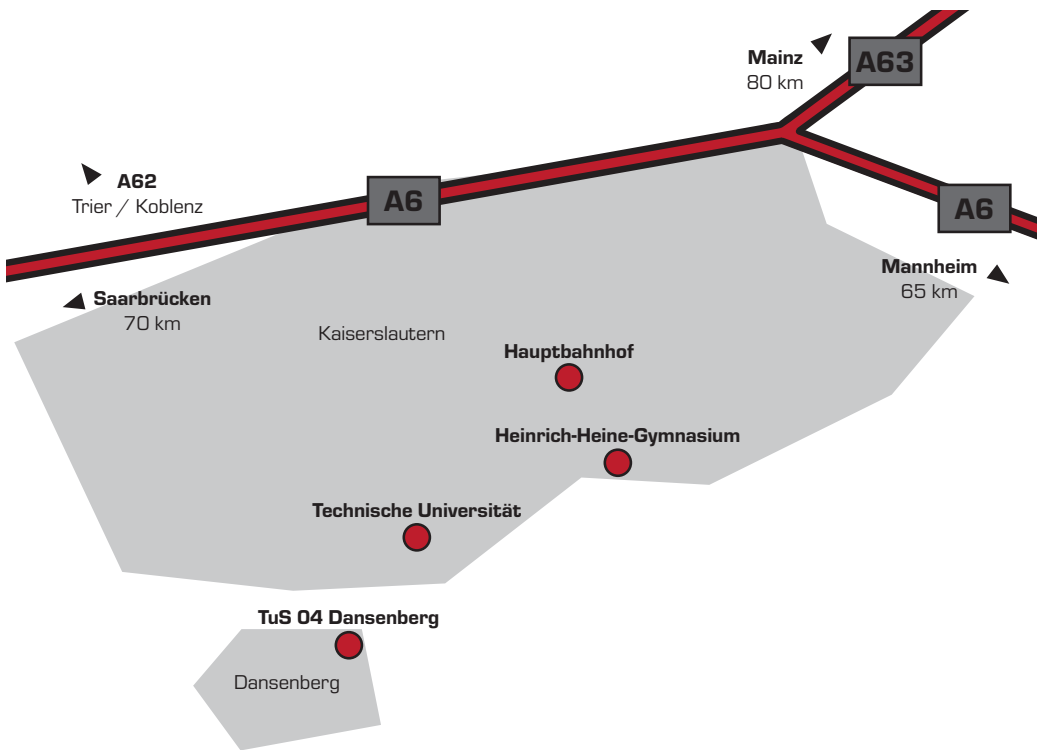 Mainz
80 km
A63
A62
Trier / Koblenz
A6
A6
Mannheim
65 km
Saarbrücken
70 km
Kaiserslautern
Hauptbahnhof
Heinrich-Heine-Gymnasium
Technische Universität
TuS 04 Dansenberg
Dansenberg